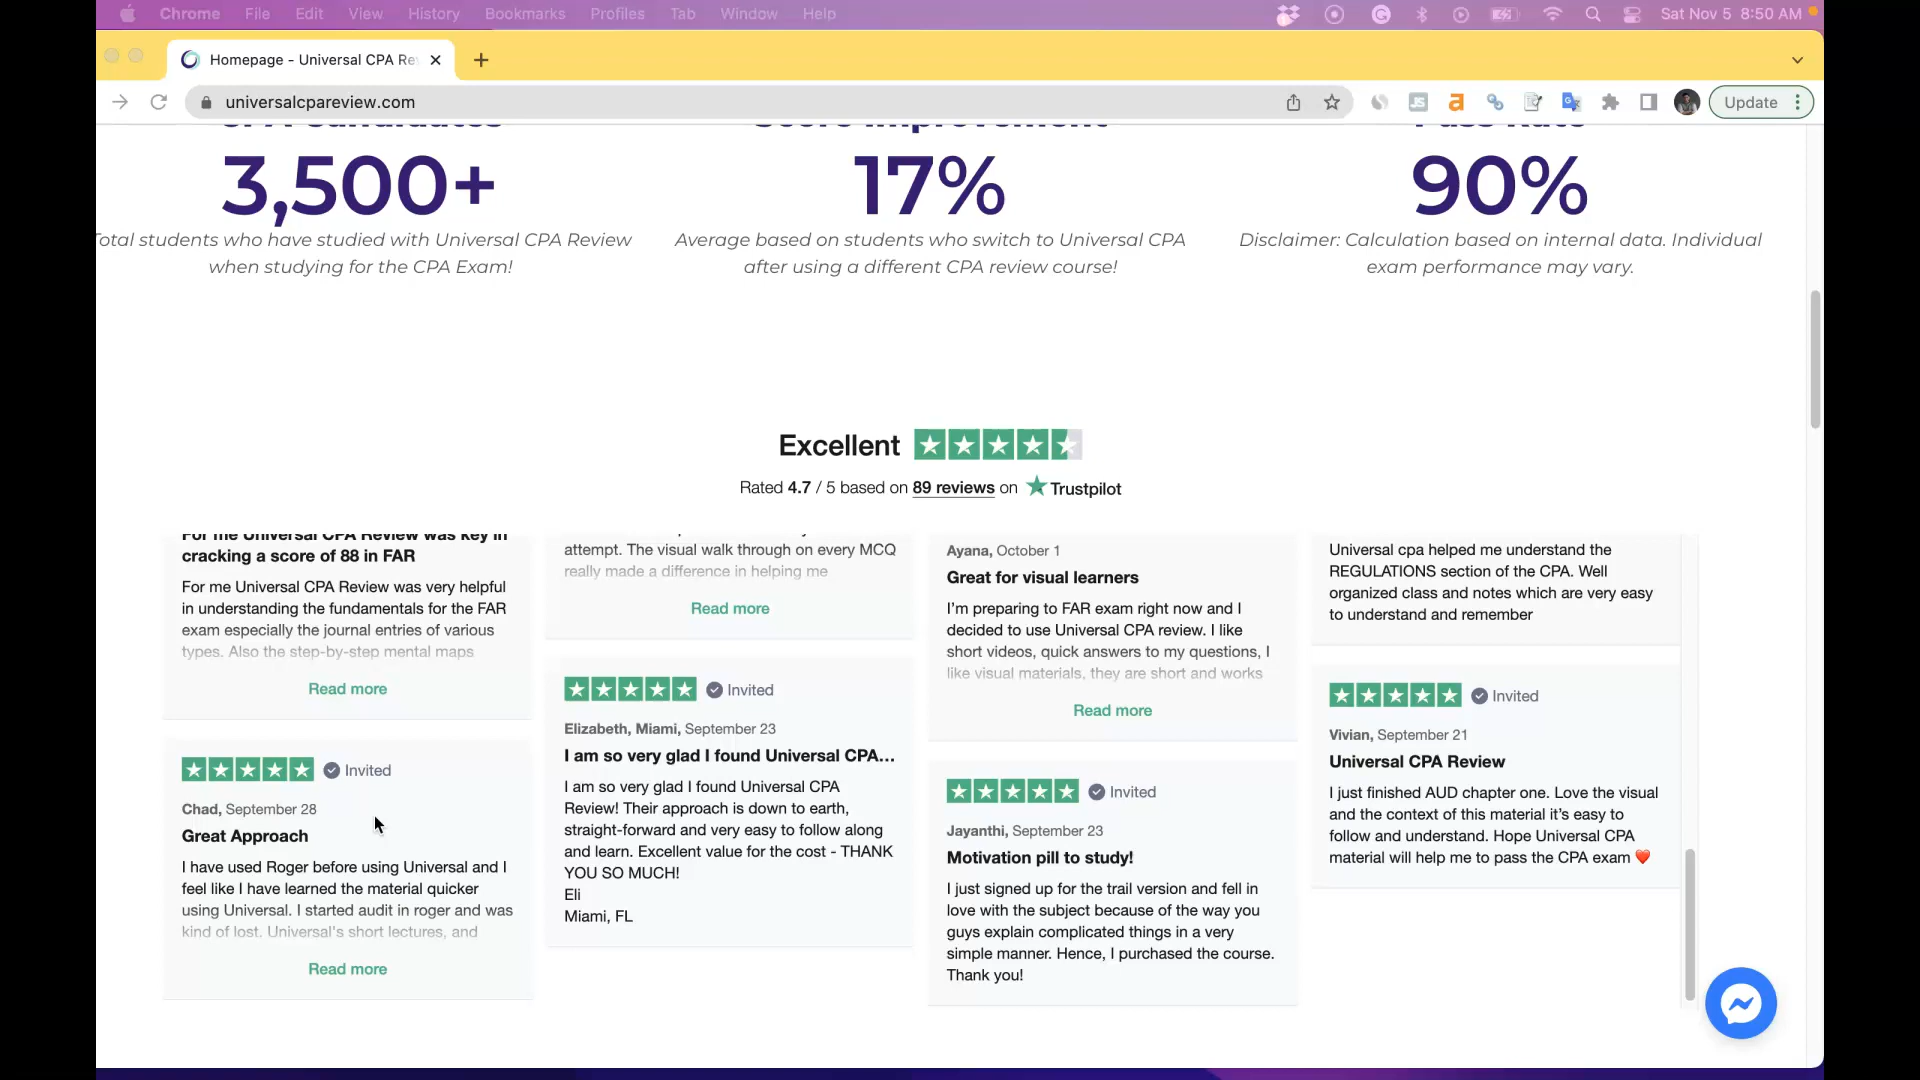 Chrome File Edit View History Bookmarks Profiles Tab Window Help
Sat Nov 5 8:50 AM
Homepage - Universal CPA Re
universalcpareview.com
Update
CPA Candidates
Score Improvement
Pass Rate
3,500+
17%
90%
Total students who have studied with Universal CPA Review
when studying for the CPA Exam!
Average based on students who switch to Universal CPA
after using a different CPA review course!
Disclaimer: Calculation based on internal data. Individual
exam performance may vary.
Excellent
Rated 4.7 / 5 based on 89 reviews on Trustpilot
For me Universal CPA Review was key in
cracking a score of 88 in FAR
For me Universal CPA Review was very helpful
in understanding the fundamentals for the FAR
exam especially the journal entries of various
types. Also the step-by-step mental maps
Read more
Invited
Chad, September 28
Great Approach
I have used Roger before using Universal and I
feel like I have learned the material quicker
using Universal. I started audit in roger and was
kind of lost. Universal's short lectures, and
Read more
attempt. The visual walk through on every MCQ
really made a difference in helping me
Read more
Invited
Elizabeth, Miami, September 23
I am so very glad I found Universal CPA...
I am so very glad I found Universal CPA
Review! Their approach is down to earth,
straight-forward and very easy to follow along
and learn. Excellent value for the cost - THANK
YOU SO MUCH!
Eli
Miami, FL
Ayana, October 1
Great for visual learners
I'm preparing to FAR exam right now and I
decided to use Universal CPA review. I like
short videos, quick answers to my questions, I
like visual materials, they are short and works
Read more
Invited
Jayanthi, September 23
Motivation pill to study!
I just signed up for the trail version and fell in
love with the subject because of the way you
guys explain complicated things in a very
simple manner. Hence, I purchased the course.
Thank you!
Universal cpa helped me understand the
REGULATIONS section of the CPA. Well
organized class and notes which are very easy
to understand and remember
Invited
Vivian, September 21
Universal CPA Review
I just finished AUD chapter one. Love the visual
and the context of this material it's easy to
follow and understand. Hope Universal CPA
material will help me to pass the CPA exam ❤️